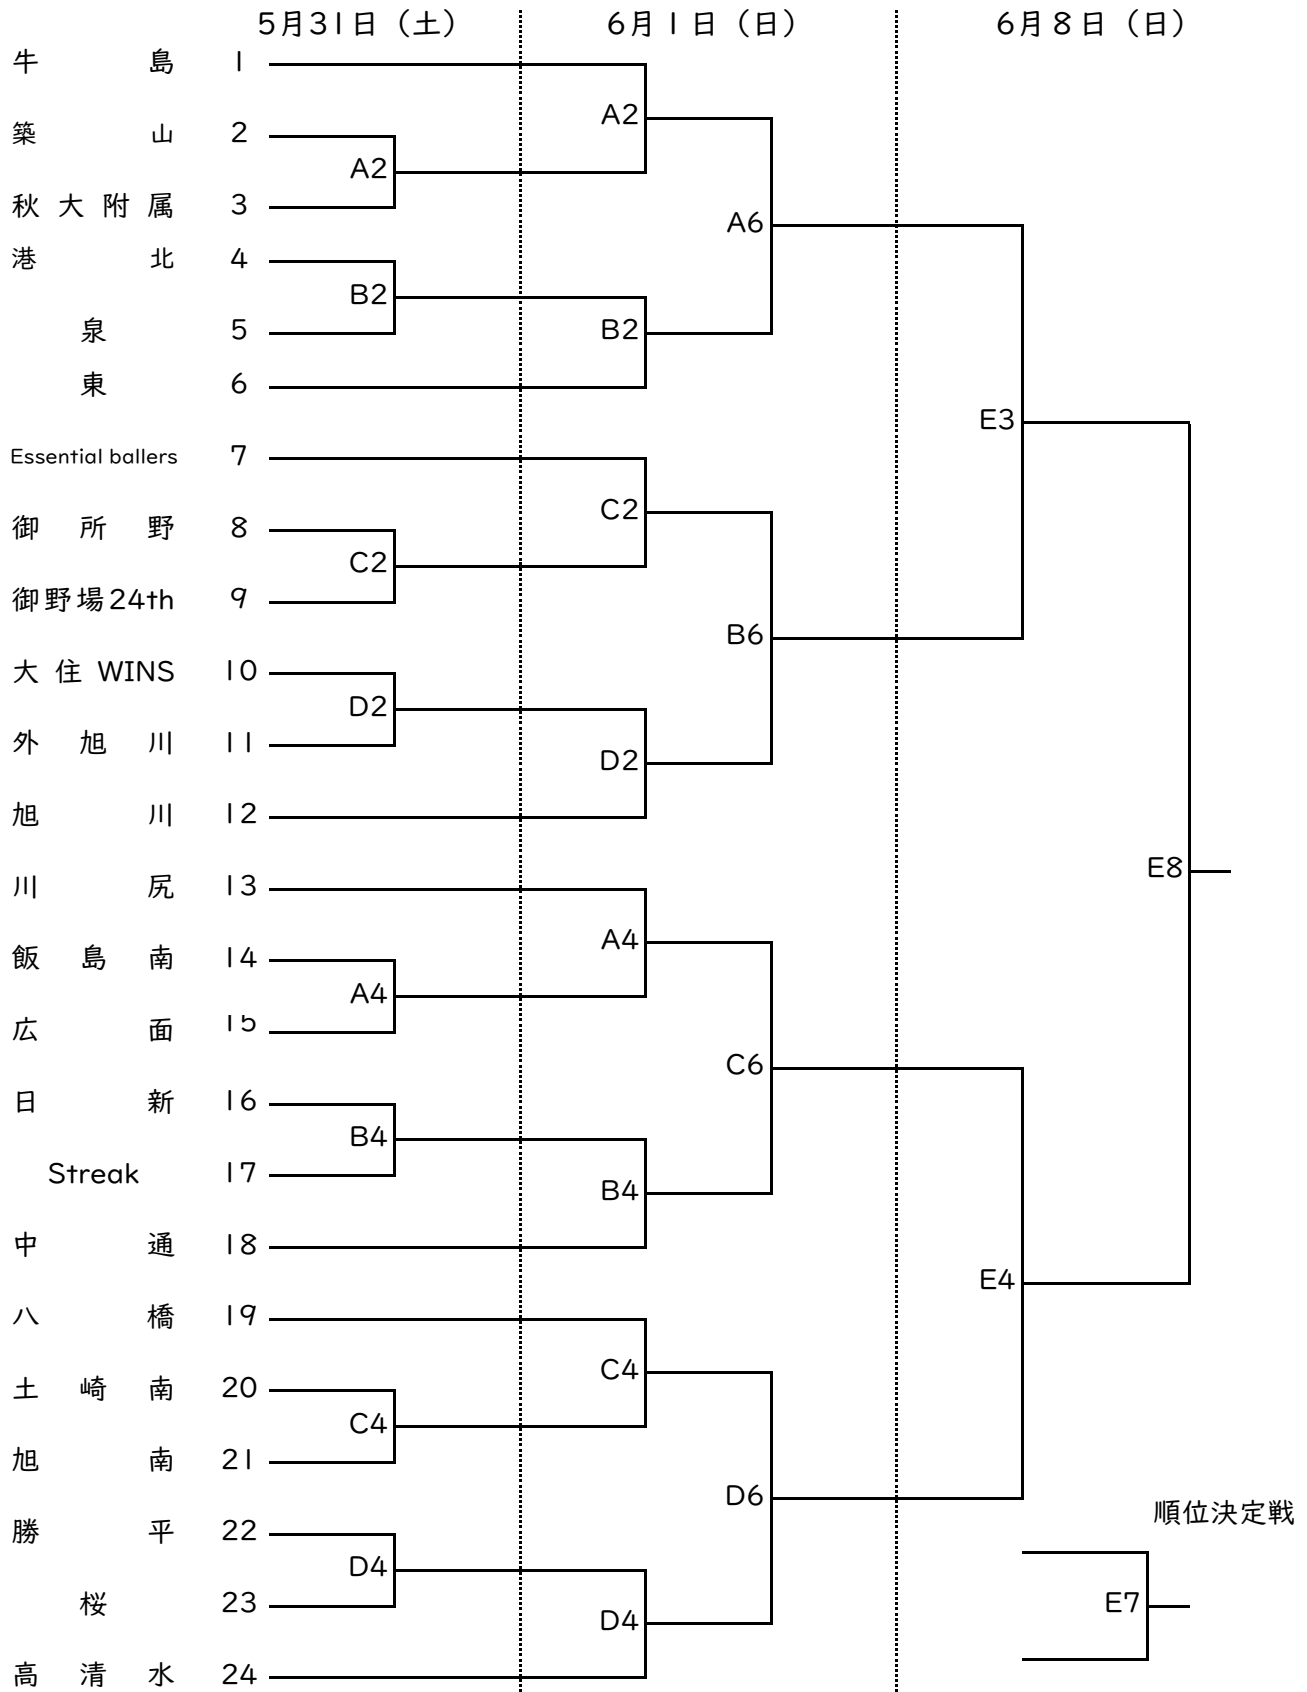 5月31日（土） 6月1日（日） 6月8日（日）
牛島 1
A2
築山 2
A2
秋大附属 3
A6
港北 4
B2
泉 5 B2
東 6
E3
Essential ballers 7
C2
御所野 8
C2
御野場24th 9
B6
大住WINS 10
D2
外旭川 11
D2
旭川 12
E8
川尻 13
A4
飯島南 14
A4
広面 15
C6
日新 16
B4
Streak 17
B4
中通 18
E4
八橋 19
C4
土崎南 20
C4
旭南 21
D6
順位決定戦
勝平 22
D4
桜 23 E7
D4
高清水 24